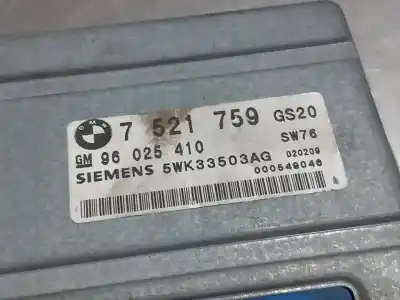 BMW
7 521 759 GS20
GM 96 025 410 SW76
SIEMENS 5WK33503AG 020209
000549046